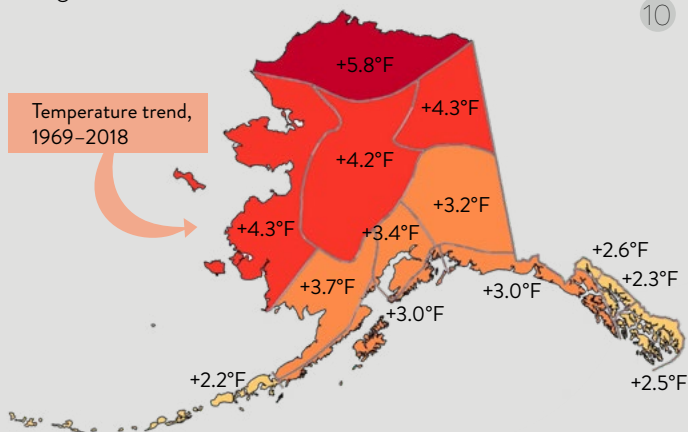 10
+5.8°F
Temperature trend,
1969–2018
+4.3°F
+4.2°F
+3.2°F
+4.3°F
+3.4°F
+2.6°F
+2.3°F
+3.7°F
+3.0°F
+3.0°F
+2.2°F
+2.5°F